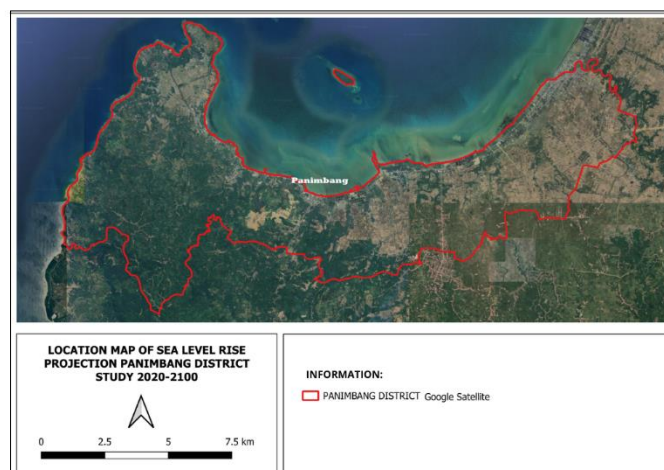 Panimbang
LOCATION MAP OF SEA LEVEL RISE
PROJECTION PANIMBANG DISTRICT
STUDY 2020-2100
0 2.5 5 7.5 km
INFORMATION:
PANIMBANG DISTRICT Google Satellite